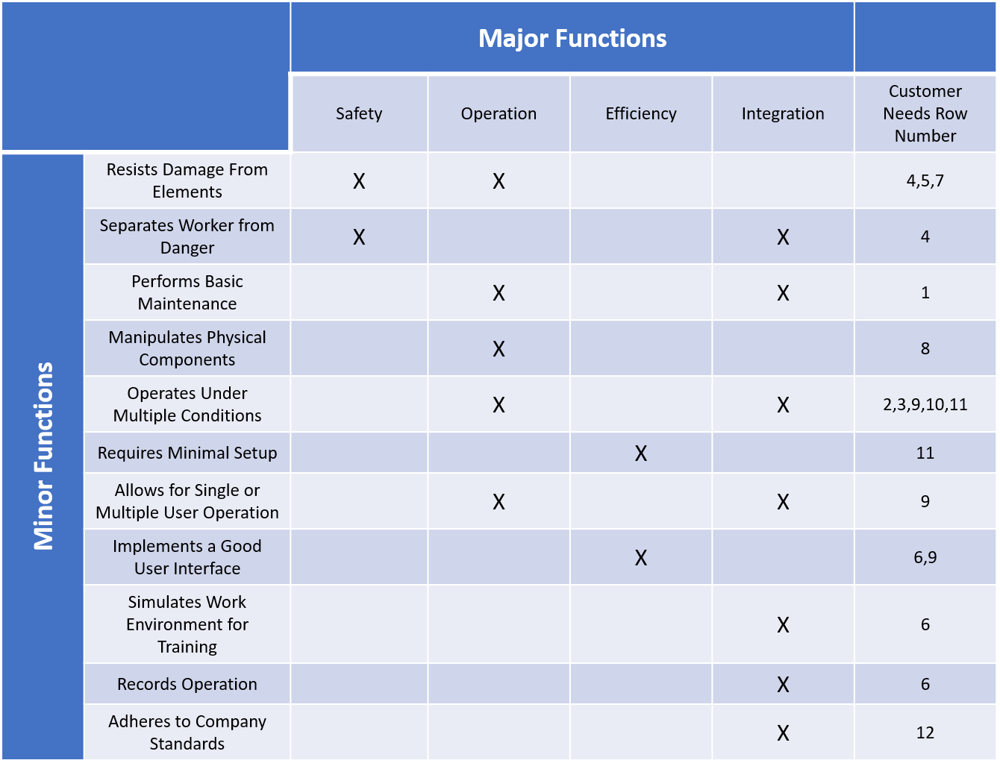 Major Functions
Safety
Operation
Efficiency
Integration
Customer
Needs Row
Number
Minor Functions
Resists Damage From
Elements
X
X
4,5,7
Separates Worker from
Danger
X
X
4
Performs Basic
Maintenance
X
X
1
Manipulates Physical
Components
X
8
Operates Under
Multiple Conditions
X
X
2,3,9,10,11
Requires Minimal Setup
X
11
Allows for Single or
Multiple User Operation
X
X
9
Implements a Good
User Interface
X
6,9
Simulates Work
Environment for
Training
X
6
Records Operation
X
6
Adheres to Company
Standards
X
12